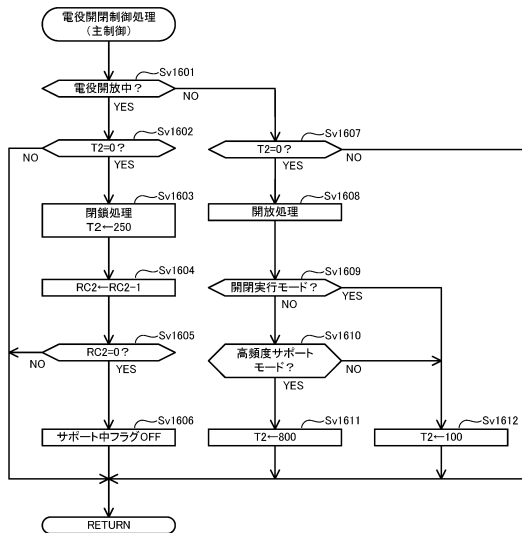 電役開閉制御処理
(主制御)
Sv1601
電役開放中？
NO
YES
Sv1602
T2=0？
NO
YES
Sv1607
T2=0？
NO
YES
Sv1603
閉鎖処理
T2←250
Sv1608
開放処理
Sv1604
RC2←RC2-1
Sv1609
開閉実行モード？
YES
NO
Sv1605
RC2=0？
NO
YES
Sv1610
高頻度サポート
モード？
NO
YES
Sv1606
サポート中フラグOFF
Sv1611
T2←800
Sv1612
T2←100
RETURN